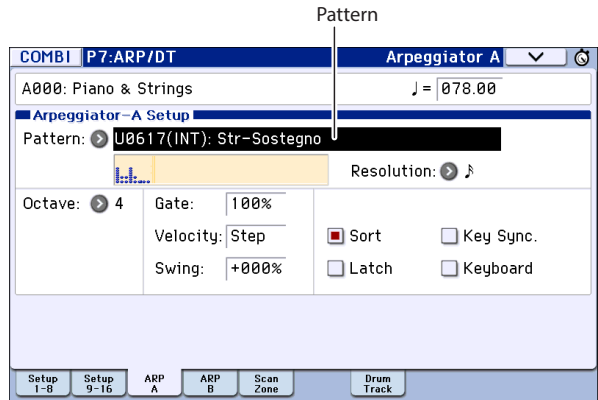 Pattern
COMBI P7:ARP/DT Arpeggiator A
A000: Piano & Strings ♩= 078.00
Arpeggiator-A Setup
Pattern: U0617(INT): Str-Sostegno
Resolution: ♪
Octave: 4 Gate: 100%
Velocity: Step Sort Key Sync.
Swing: +000% Latch Keyboard
Setup 1-8 Setup 9-16 ARP A ARP B Scan Zone Drum Track